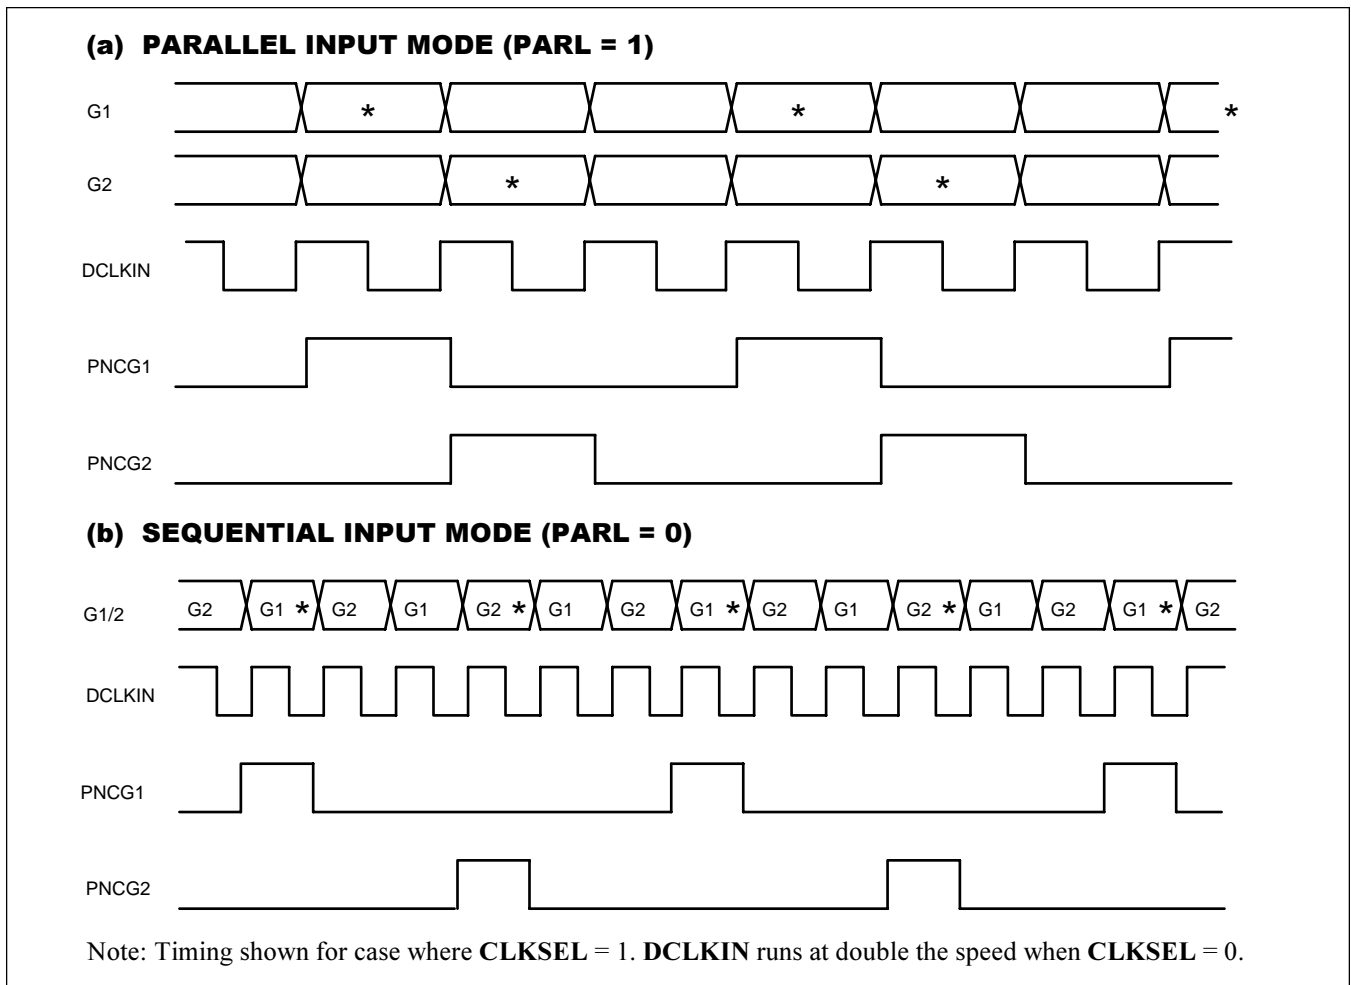 (a) PARALLEL INPUT MODE (PARL = 1)
G1 * * *
G2 * *
DCLKIN
PNCG1
PNCG2
(b) SEQUENTIAL INPUT MODE (PARL = 0)
G1/2 G2 G1 * G2 G1 G2 * G1 G2 G1 * G2 G1 G2 * G1 G2 G1 * G2
DCLKIN
PNCG1
PNCG2
Note: Timing shown for case where CLKSEL = 1. DCLKIN runs at double the speed when CLKSEL = 0.